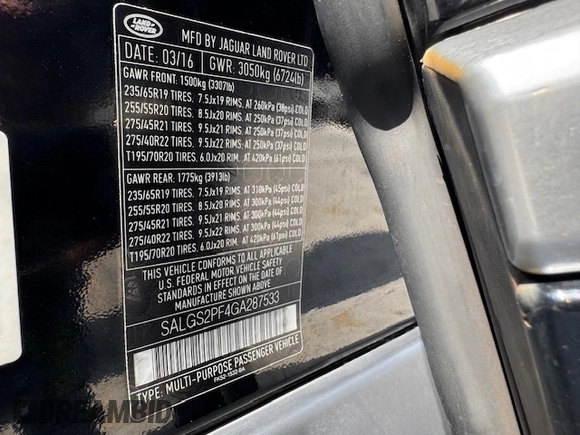 LAND ROVER
MFD BY JAGUAR LAND ROVER LTD
DATE: 03/16 GWR: 3050kg (6724lb)
GAWR FRONT: 1500kg (3307lb)
235/65R19 TIRES. 7.5Jx19 RIMS. AT 260kPa (38psi) COLD
255/55R20 TIRES. 8.5Jx20 RIMS. AT 250kPa (37psi) COLD
275/45R21 TIRES. 9.5Jx21 RIMS. AT 250kPa (37psi) COLD
275/40R22 TIRES. 9.5Jx22 RIMS. AT 250kPa (37psi) COLD
T195/70R20 TIRES. 6.0Jx20 RIM. AT 420kPa (61psi) COLD
GAWR REAR: 1775kg (3913lb)
235/65R19 TIRES. 7.5Jx19 RIMS. AT 310kPa (45psi) COLD
255/55R20 TIRES. 8.5Jx20 RIMS. AT 300kPa (44psi) COLD
275/45R21 TIRES. 9.5Jx21 RIMS. AT 300kPa (44psi) COLD
275/40R22 TIRES. 9.5Jx22 RIMS. AT 300kPa (44psi) COLD
T195/70R20 TIRES. 6.0Jx20 RIM. AT 420kPa (61psi) COLD
THIS VEHICLE CONFORMS TO ALL APPLICABLE
U.S. FEDERAL MOTOR VEHICLE SAFETY
STANDARDS IN EFFECT ON THE DATE OF
MANUFACTURE SHOWN ABOVE.
SALGS2PF4GA287533
TYPE: MULTI-PURPOSE PASSENGER VEHICLE